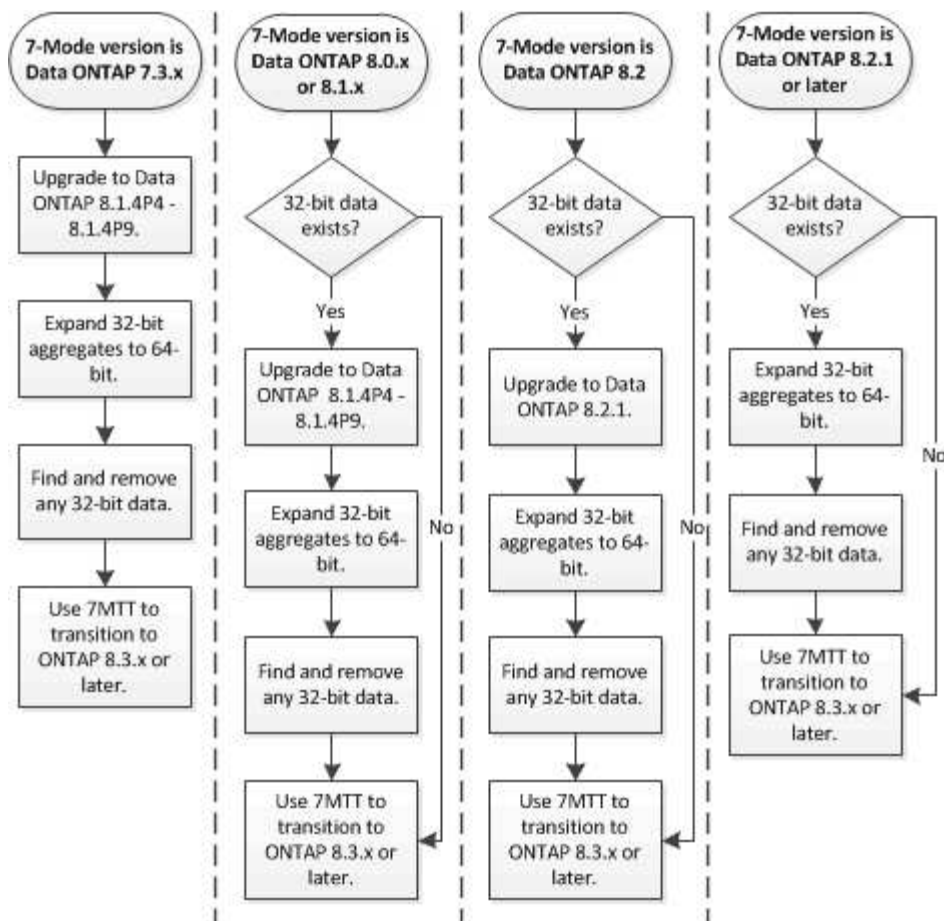 7-Mode version is
Data ONTAP 7.3.x
Upgrade to Data
ONTAP 8.1.4P4 -
8.1.4P9.
Expand 32-bit
aggregates to 64-
bit.
Find and remove
any 32-bit data.
Use 7MTT to
transition to
ONTAP 8.3.x or
later.
7-Mode version is
Data ONTAP 8.0.x
or 8.1.x
32-bit data
exists?
Yes
Upgrade to Data
ONTAP 8.1.4P4 -
8.1.4P9.
Expand 32-bit
aggregates to 64-
bit.
No
Find and remove
any 32-bit data.
Use 7MTT to
transition to
ONTAP 8.3.x or
later.
7-Mode version is
Data ONTAP 8.2
32-bit data
exists?
Yes
Upgrade to Data
ONTAP 8.2.1.
Expand 32-bit
aggregates to 64-
bit.
No
Find and remove
any 32-bit data.
Use 7MTT to
transition to
ONTAP 8.3.x or
later.
7-Mode version is
Data ONTAP 8.2.1
or later
32-bit data
exists?
Yes
Expand 32-bit
aggregates to 64-
bit.
No
Find and remove
any 32-bit data.
Use 7MTT to
transition to
ONTAP 8.3.x or
later.